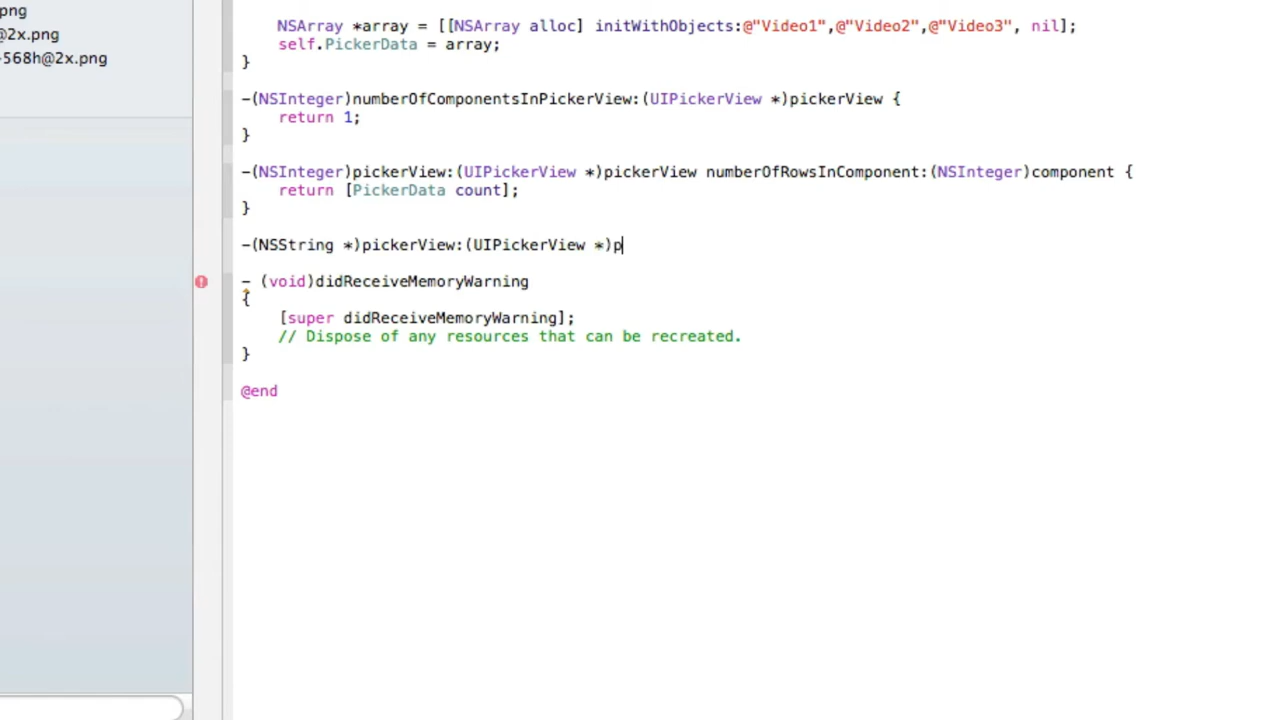 png
@2x.png
-568h@2x.png
NSArray *array = [[NSArray alloc] initWithObjects:@"Video1",@"Video2",@"Video3", nil];
self.PickerData = array;
}
-(NSInteger)numberOfComponentsInPickerView:(UIPickerView *)pickerView {
return 1;
}
-(NSInteger)pickerView:(UIPickerView *)pickerView numberOfRowsInComponent:(NSInteger)component {
return [PickerData count];
}
-(NSString *)pickerView:(UIPickerView *)p
- (void)didReceiveMemoryWarning
{
[super didReceiveMemoryWarning];
// Dispose of any resources that can be recreated.
}
@end